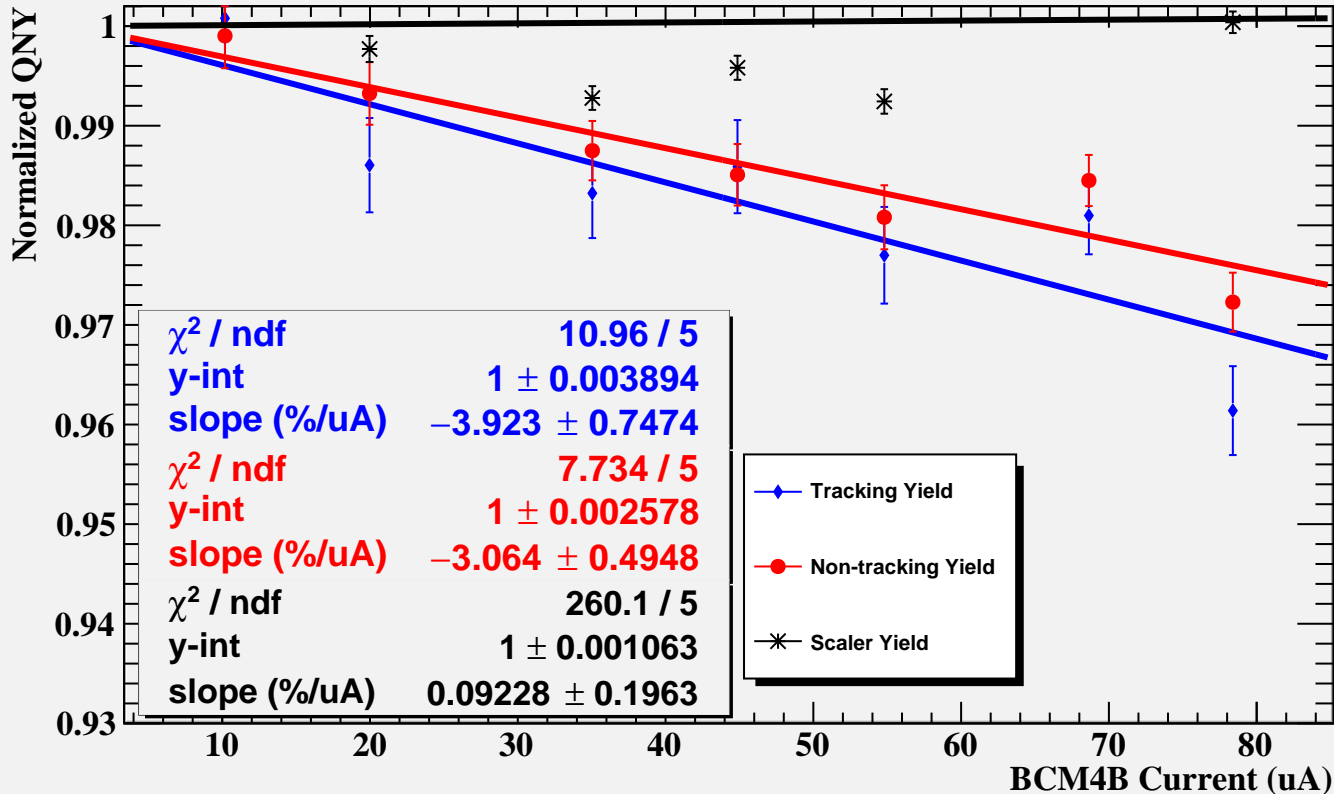 Normalized QNY
1
0.99
0.98
0.97
0.96
0.95
0.94
0.93
χ² / ndf 10.96 / 5
y-int 1 ± 0.003894
slope (%/uA) −3.923 ± 0.7474
χ² / ndf 7.734 / 5
y-int 1 ± 0.002578
slope (%/uA) −3.064 ± 0.4948
χ² / ndf 260.1 / 5
y-int 1 ± 0.001063
slope (%/uA) 0.09228 ± 0.1963
Tracking Yield
Non-tracking Yield
Scaler Yield
10 20 30 40 50 60 70 80
BCM4B Current (uA)